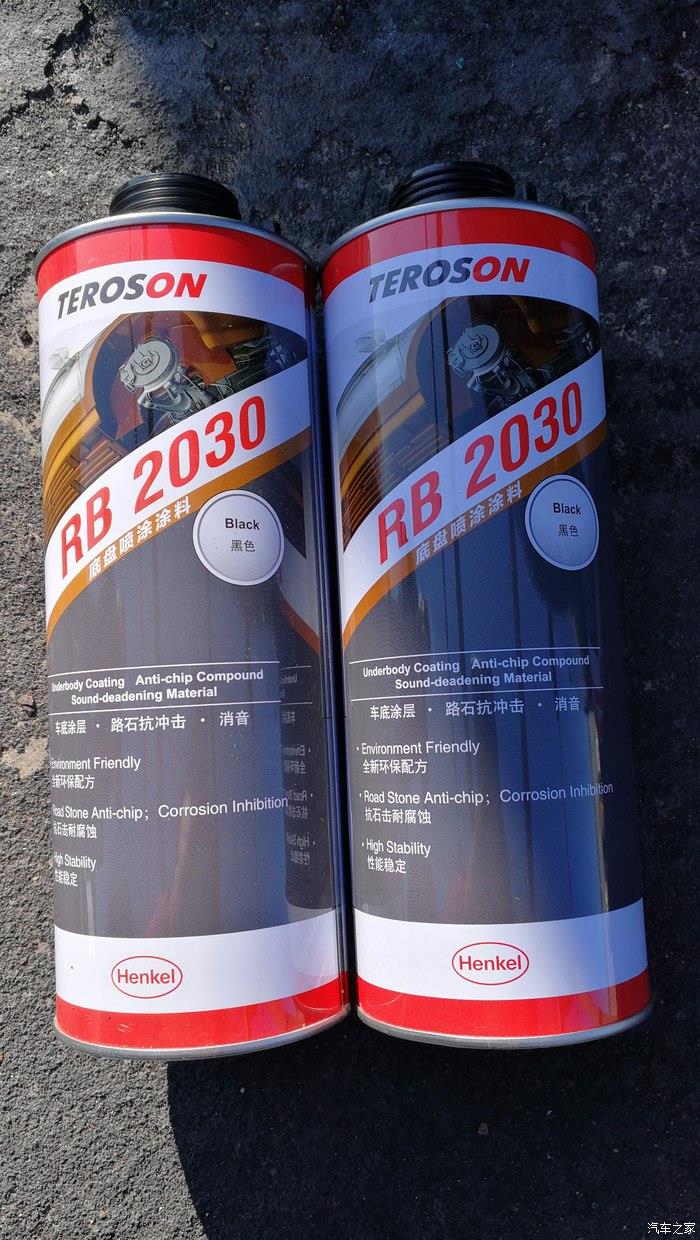 TEROSON
RB 2030
底盘喷涂涂料
Black
黑色
Underbody Coating Anti-chip Compound
Sound-deadening Material
车底涂层 · 路石抗冲击 · 消音
Environment Friendly
全新环保配方
Road Stone Anti-chip; Corrosion Inhibition
抗石击耐腐蚀
High Stability
性能稳定
Henkel
TEROSON
RB 2030
底盘喷涂涂料
Black
黑色
Underbody Coating Anti-chip Compound
Sound-deadening Material
车底涂层 · 路石抗冲击 · 消音
· Environment Friendly
全新环保配方
· Road Stone Anti-chip; Corrosion Inhibition
抗石击耐腐蚀
· High Stability
性能稳定
Henkel
汽车之家